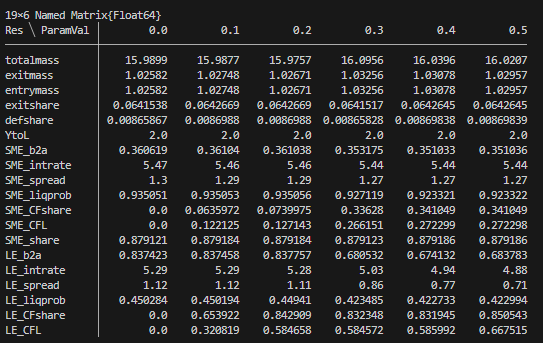 19×6 Named Matrix{Float64}
Res ╲ ParamVal │ 0.0 0.1 0.2 0.3 0.4 0.5
totalmass │ 15.9899 15.9877 15.9757 16.0956 16.0396 16.0207
exitmass │ 1.02582 1.02748 1.02671 1.03256 1.03078 1.02957
entrymass │ 1.02582 1.02748 1.02671 1.03256 1.03078 1.02957
exitshare │ 0.0641538 0.0642669 0.0642669 0.0641517 0.0642645 0.0642645
defshare │ 0.00865867 0.0086988 0.0086988 0.00865828 0.00869838 0.00869839
YtoL │ 2.0 2.0 2.0 2.0 2.0 2.0
SME_b2a │ 0.360619 0.36104 0.361038 0.353175 0.351033 0.351036
SME_intrate │ 5.47 5.46 5.46 5.44 5.44 5.44
SME_spread │ 1.3 1.29 1.29 1.27 1.27 1.27
SME_liqprob │ 0.935051 0.935053 0.935056 0.927119 0.923321 0.923322
SME_CFshare │ 0.0 0.0635972 0.0739975 0.33628 0.341049 0.341049
SME_CFL │ 0.0 0.122125 0.127143 0.266151 0.272299 0.272298
SME_share │ 0.879121 0.879184 0.879184 0.879123 0.879186 0.879186
LE_b2a │ 0.837423 0.837458 0.837757 0.680532 0.674132 0.683783
LE_intrate │ 5.29 5.29 5.28 5.03 4.94 4.88
LE_spread │ 1.12 1.12 1.11 0.86 0.77 0.71
LE_liqprob │ 0.450284 0.450194 0.44941 0.423485 0.422733 0.422994
LE_CFshare │ 0.0 0.653922 0.842909 0.832348 0.831945 0.850543
LE_CFL │ 0.0 0.320819 0.584658 0.584572 0.585992 0.667515